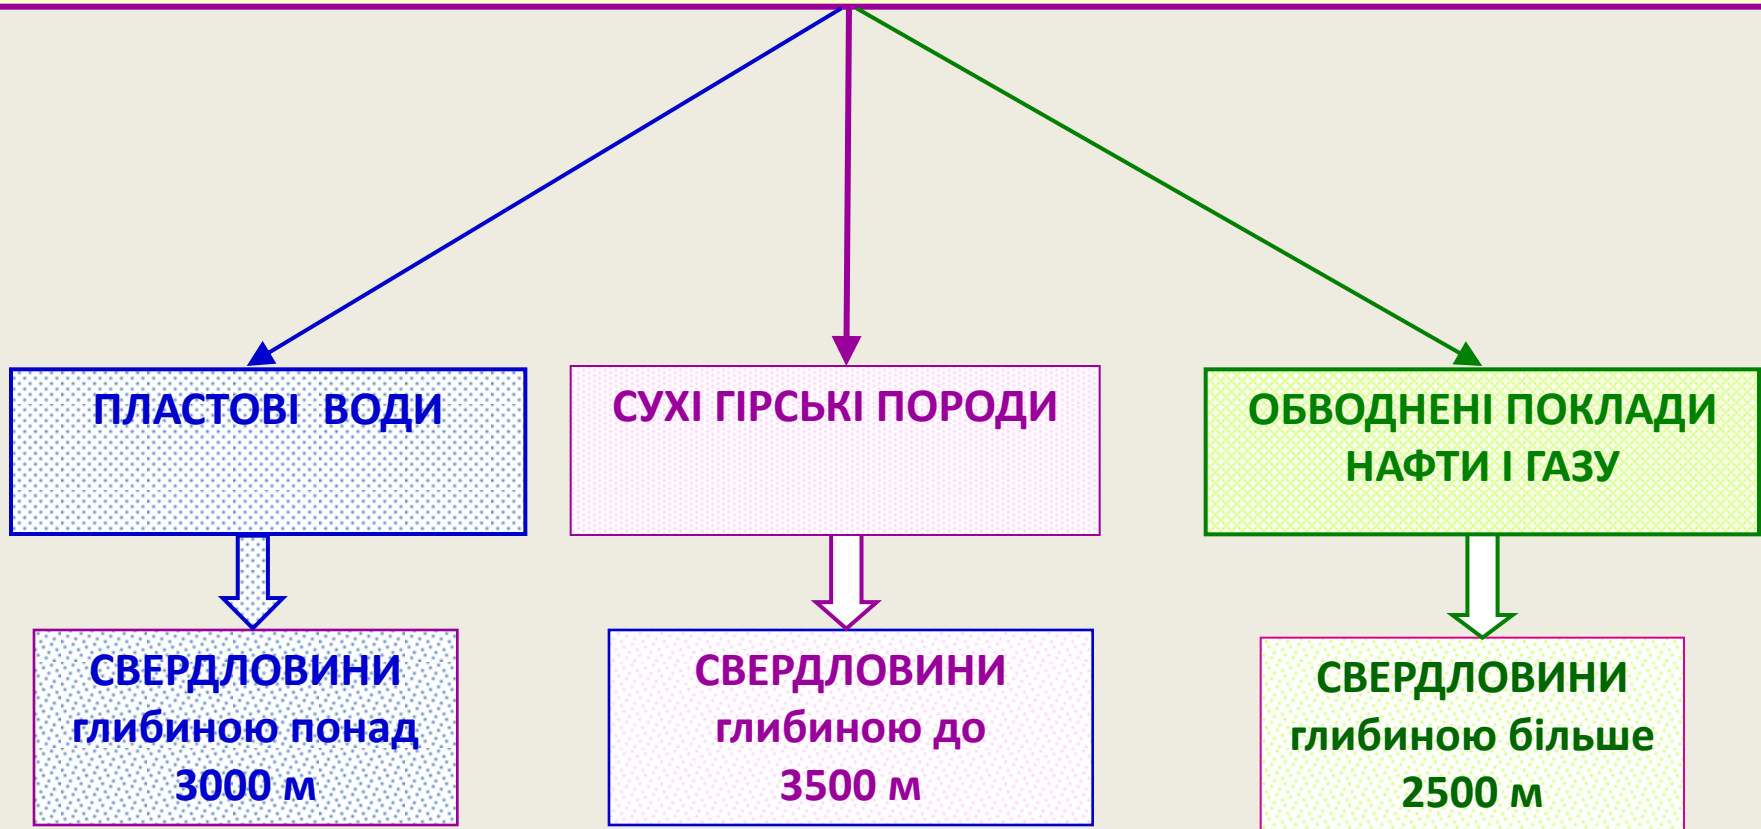 ПЛАСТОВІ ВОДИ
СУХІ ГІРСЬКІ ПОРОДИ
ОБВОДНЕНІ ПОКЛАДИ
НАФТИ І ГАЗУ
СВЕРДЛОВИНИ
глибиною понад
3000 м
СВЕРДЛОВИНИ
глибиною до
3500 м
СВЕРДЛОВИНИ
глибиною більше
2500 м